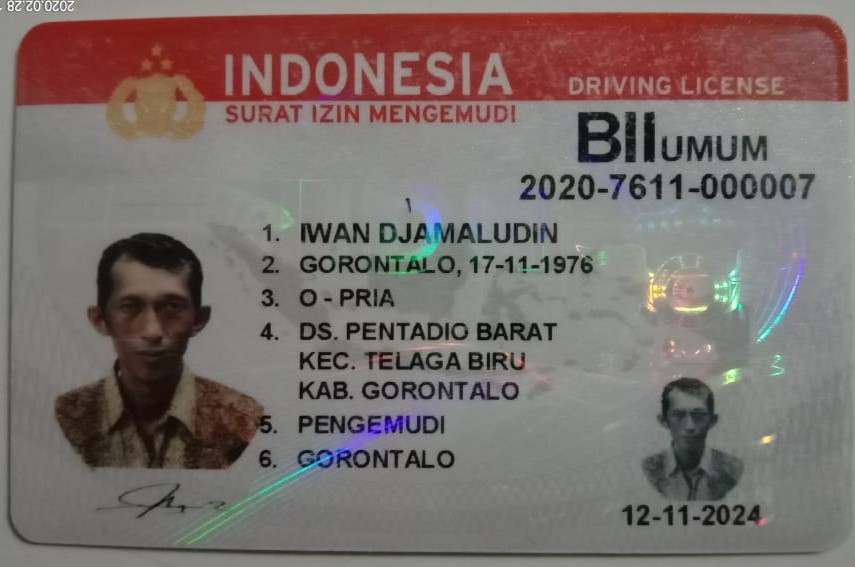 2020.02.28
INDONESIA
DRIVING LICENSE
SURAT IZIN MENGEMUDI
BII UMUM
2020-7611-000007
1. IWAN DJAMALUDIN
2. GORONTALO, 17-11-1976
3. O - PRIA
4. DS. PENTADIO BARAT
KEC. TELAGA BIRU
KAB. GORONTALO
5. PENGEMUDI
6. GORONTALO
12-11-2024